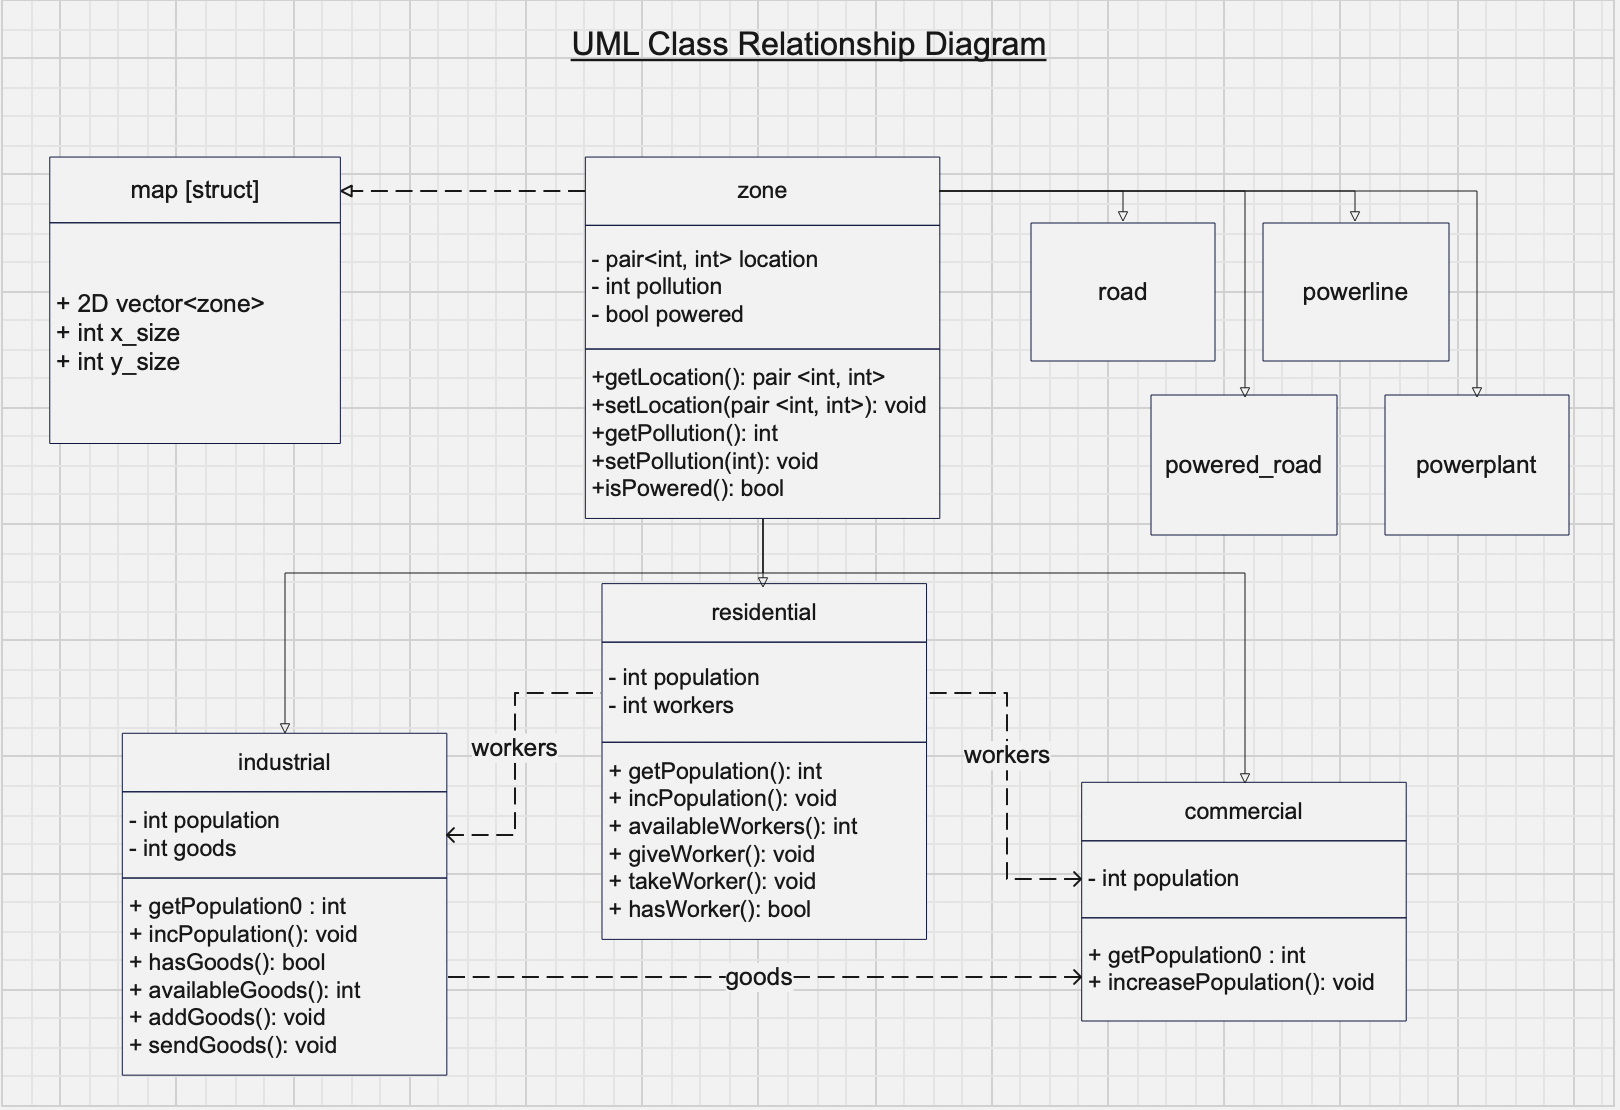 UML Class Relationship Diagram
map [struct]
+ 2D vector<zone>
+ int x_size
+ int y_size
zone
- pair<int, int> location
- int pollution
- bool powered
+getLocation(): pair <int, int>
+setLocation(pair <int, int>): void
+getPollution(): int
+setPollution(int): void
+isPowered(): bool
road
powerline
powered_road
powerplant
residential
- int population
- int workers
+ getPopulation(): int
+ incPopulation(): void
+ availableWorkers(): int
+ giveWorker(): void
+ takeWorker(): void
+ hasWorker(): bool
workers
workers
industrial
- int population
- int goods
+ getPopulation0 : int
+ incPopulation(): void
+ hasGoods(): bool
+ availableGoods(): int
+ addGoods(): void
+ sendGoods(): void
goods
commercial
- int population
+ getPopulation0 : int
+ increasePopulation(): void